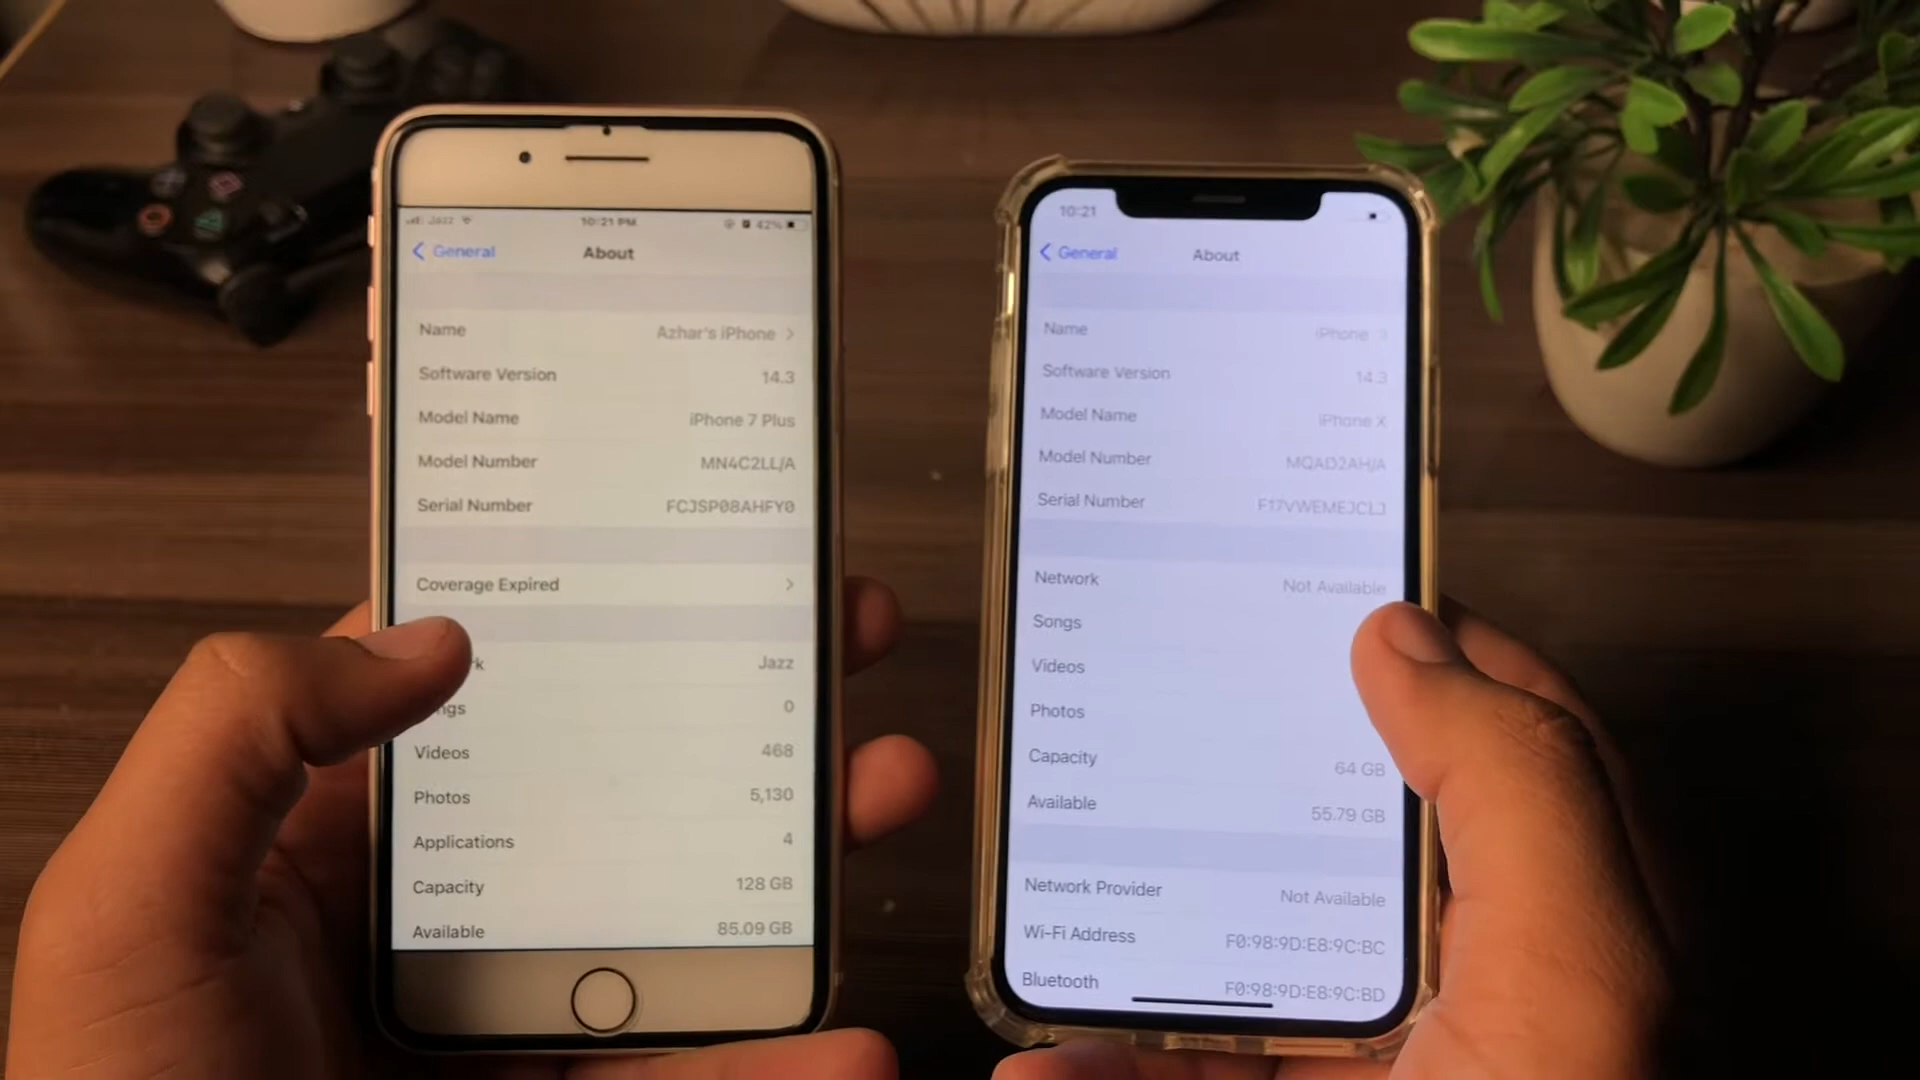 Jazz
10:21 PM
42%
General
About
Name
Azhar's iPhone
Software Version
14.3
Model Name
iPhone 7 Plus
Model Number
MN4C2LL/A
Serial Number
FCJSP08AHFY0
Coverage Expired
k
Jazz
ngs
0
Videos
468
Photos
5,130
Applications
4
Capacity
128 GB
Available
85.09 GB
10:21
General
About
Name
iPhone
Software Version
14.3
Model Name
iPhone X
Model Number
MQAD2AH/A
Serial Number
F17VWEMEJCLJ
Network
Not Available
Songs
Videos
Photos
Capacity
64 GB
Available
55.79 GB
Network Provider
Not Available
Wi-Fi Address
F0:98:9D:E8:9C:BC
Bluetooth
F0:98:9D:E8:9C:BD